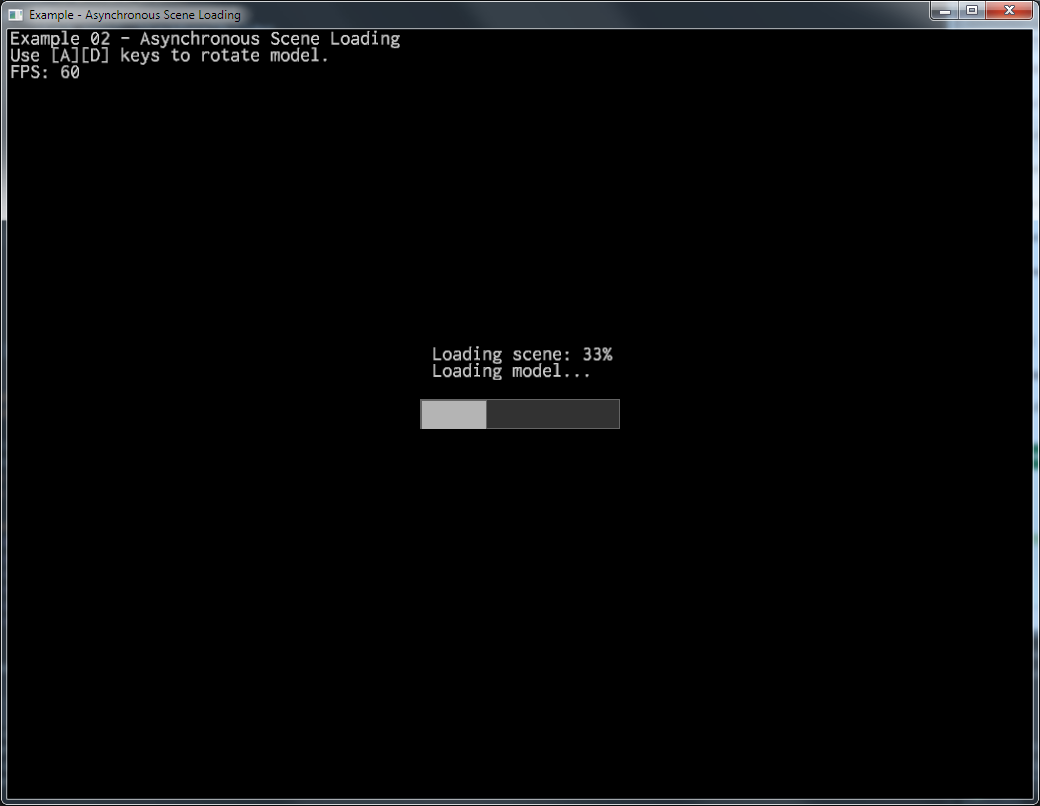 Example - Asynchronous Scene Loading
Example 02 - Asynchronous Scene Loading
Use [A][D] keys to rotate model.
FPS: 60
Loading scene: 33%
Loading model...